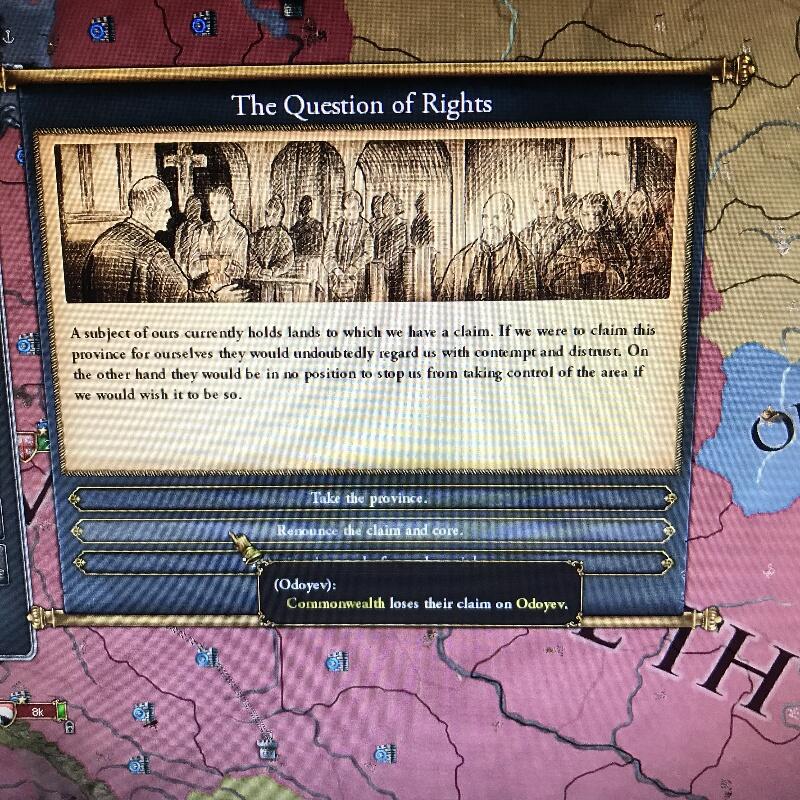 The Question of Rights
A subject of ours currently holds lands to which we have a claim. If we were to claim this
province for ourselves they would undoubtedly regard us with contempt and distrust. On
the other hand they would be in no position to stop us from taking control of the area if
we would wish it to be so.
Take the province.
Renounce the claim and core.
(Odoyev):
Commonwealth loses their claim on Odoyev.
8k